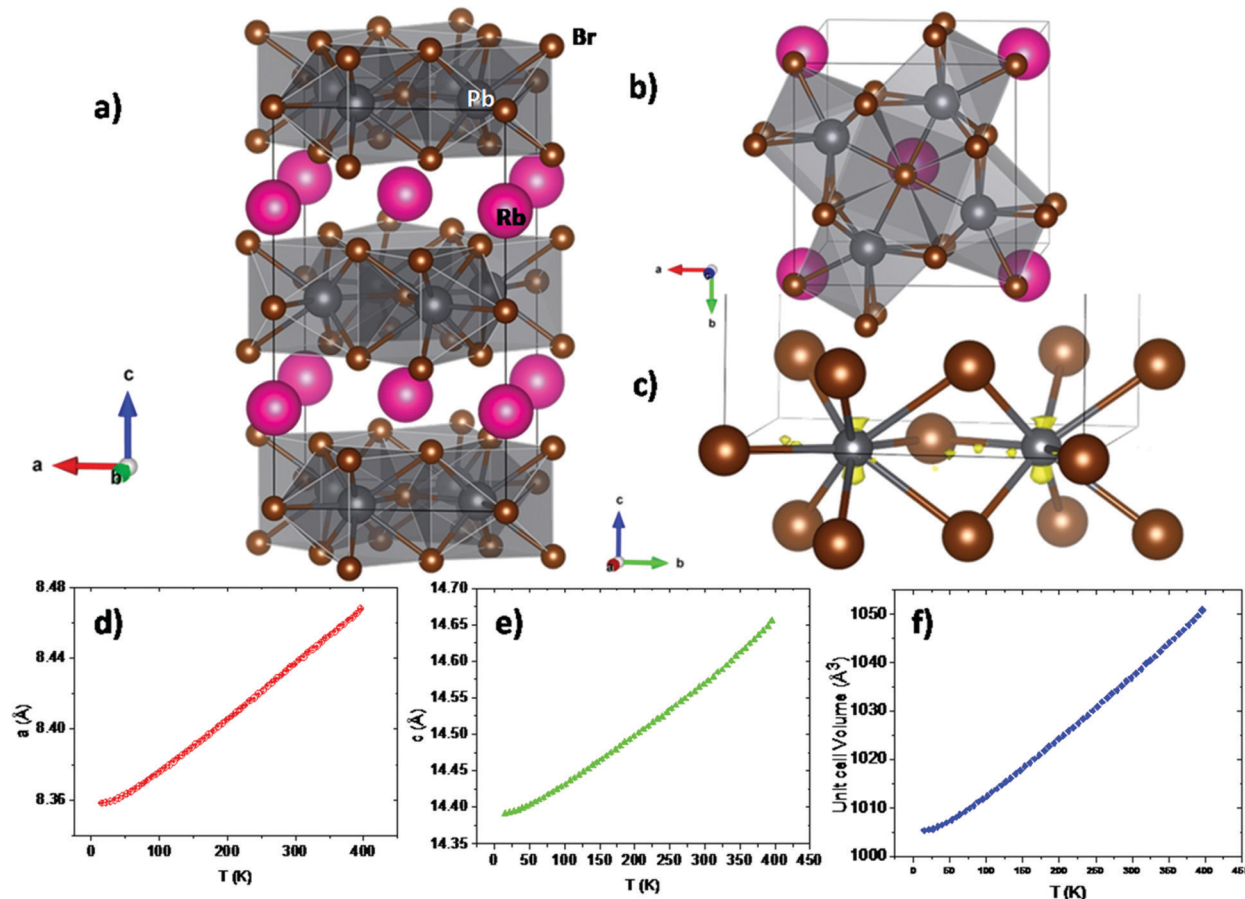 a)
Br
Pb
Rb
c
a
b
b)
a
c
b
c)
c
a
b
d)
8.48
8.44
8.40
8.36
a (Å)
0
100
200
300
400
T (K)
e)
14.70
14.65
14.60
14.55
14.50
14.45
14.40
14.35
c (Å)
0
50
100
150
200
250
300
350
400
450
T (K)
f)
1050
1040
1030
1020
1010
1000
Unit cell Volume (Å³)
0
50
100
150
200
250
300
350
400
450
T (K)